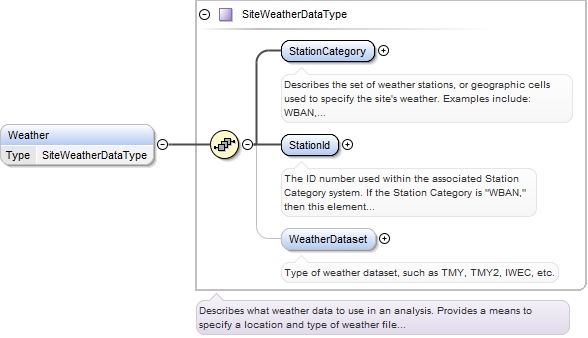 SiteWeatherDataType
StationCategory
Describes the set of weather stations, or geographic cells
used to specify the site's weather. Examples include:
WBAN,...
Weather
Type SiteWeatherDataType
StationId
The ID number used within the associated Station
Category system. If the Station Category is "WBAN,"
then this element...
WeatherDataset
Type of weather dataset, such as TMY, TMY2, IWEC, etc.
Describes what weather data to use in an analysis. Provides a means to
specify a location and type of weather file...